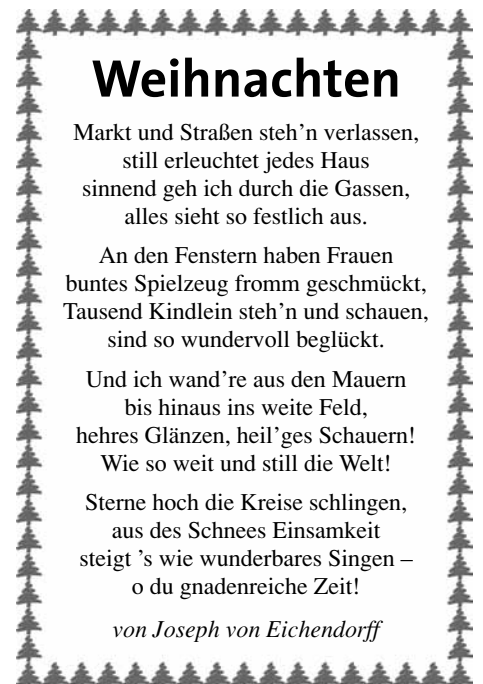 Weihnachten
Markt und Straßen steh’n verlassen,
still erleuchtet jedes Haus
sinnend geh ich durch die Gassen,
alles sieht so festlich aus.
An den Fenstern haben Frauen
buntes Spielzeug fromm geschmückt,
Tausend Kindlein steh’n und schauen,
sind so wundervoll beglückt.
Und ich wand’re aus den Mauern
bis hinaus ins weite Feld,
hehres Glänzen, heil’ges Schauern!
Wie so weit und still die Welt!
Sterne hoch die Kreise schlingen,
aus des Schnees Einsamkeit
steigt ’s wie wunderbares Singen –
o du gnadenreiche Zeit!
von Joseph von Eichendorff